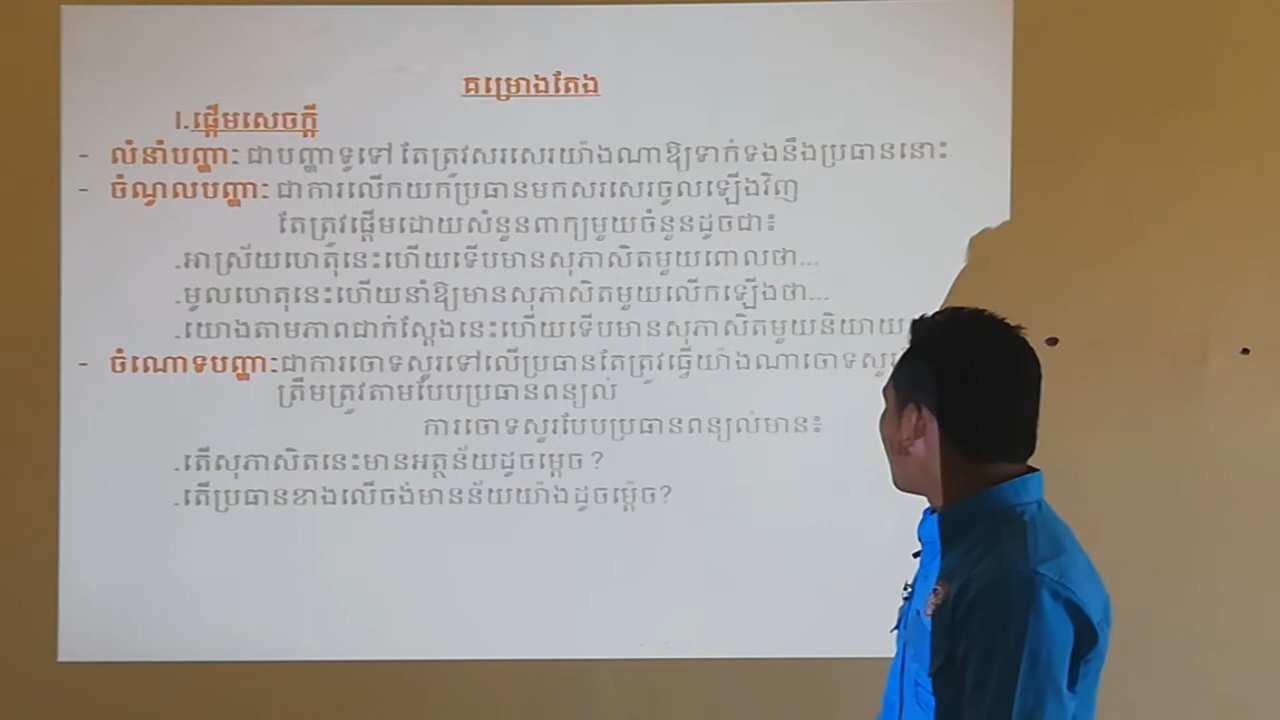 គម្រោងតែង
I.ផ្ដើមសេចក្ដី
- លំនាំបញ្ហា: ជាបញ្ហាទូទៅ តែត្រូវសរសេរយ៉ាងណាឱ្យទាក់ទងនឹងប្រធាននោះ
- ចំណូលបញ្ហា: ជាការលើកយកប្រធានមកសរសេរចូលឡើងវិញ
តែត្រូវផ្ដើមដោយសំនួនពាក្យមួយចំនួនដូចជា៖
.អាស្រ័យហេតុនេះហើយទើបមានសុភាសិតមួយពោលថា...
.មូលហេតុនេះហើយនាំឱ្យមានសុភាសិតមួយលើកឡើងថា...
.យោងតាមភាពជាក់ស្ដែងនេះហើយទើបមានសុភាសិតមួយនិយាយ
- ចំណោទបញ្ហា:ជាការចោទសួរទៅលើប្រធានតែត្រូវធ្វើយ៉ាងណាចោទសួរ
ត្រឹមត្រូវតាមបែបប្រធានពន្យល់
ការចោទសួរបែបប្រធានពន្យល់មាន៖
.តើសុភាសិតនេះមានអត្ថន័យដូចម្ដេច ?
.តើប្រធានខាងលើចង់មានន័យយ៉ាងដូចម្ដេច?